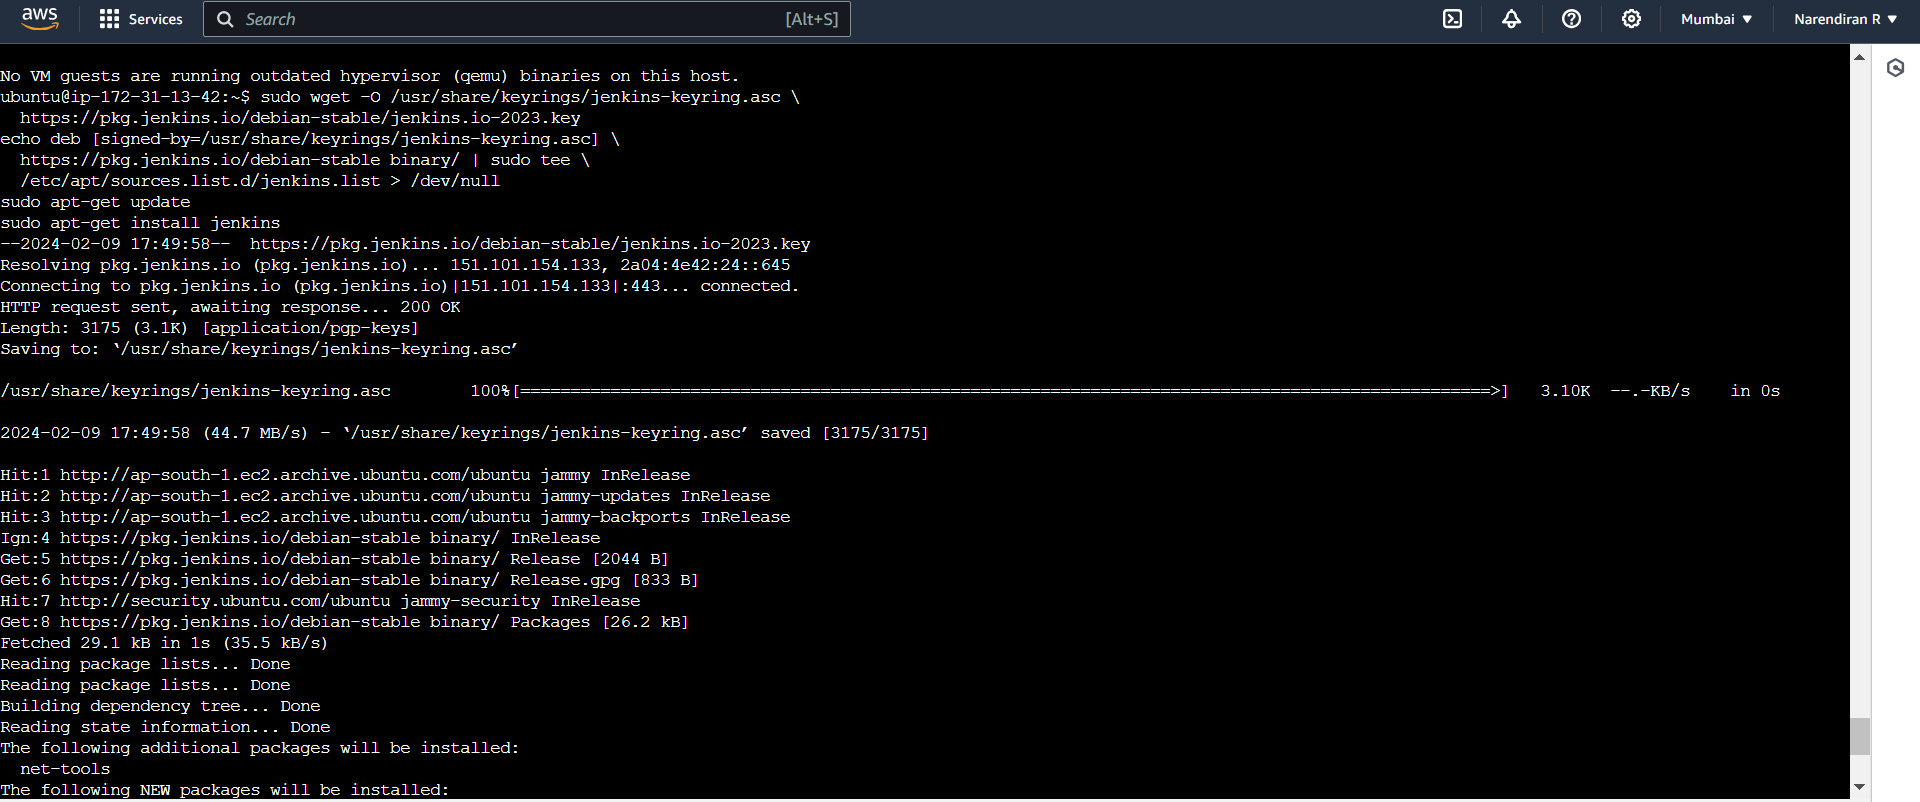 aws Services Search [Alt+S] Mumbai ▼ Narendiran R ▼
No VM guests are running outdated hypervisor (qemu) binaries on this host.
ubuntu@ip-172-31-13-42:~$ sudo wget -O /usr/share/keyrings/jenkins-keyring.asc \
  https://pkg.jenkins.io/debian-stable/jenkins.io-2023.key
echo deb [signed-by=/usr/share/keyrings/jenkins-keyring.asc] \
  https://pkg.jenkins.io/debian-stable binary/ | sudo tee \
  /etc/apt/sources.list.d/jenkins.list > /dev/null
sudo apt-get update
sudo apt-get install jenkins
--2024-02-09 17:49:58--  https://pkg.jenkins.io/debian-stable/jenkins.io-2023.key
Resolving pkg.jenkins.io (pkg.jenkins.io)... 151.101.154.133, 2a04:4e42:24::645
Connecting to pkg.jenkins.io (pkg.jenkins.io)|151.101.154.133|:443... connected.
HTTP request sent, awaiting response... 200 OK
Length: 3175 (3.1K) [application/pgp-keys]
Saving to: ‘/usr/share/keyrings/jenkins-keyring.asc’
/usr/share/keyrings/jenkins-keyring.asc        100%[=================================================================================================>]   3.10K  --.-KB/s    in 0s
2024-02-09 17:49:58 (44.7 MB/s) - ‘/usr/share/keyrings/jenkins-keyring.asc’ saved [3175/3175]
Hit:1 http://ap-south-1.ec2.archive.ubuntu.com/ubuntu jammy InRelease
Hit:2 http://ap-south-1.ec2.archive.ubuntu.com/ubuntu jammy-updates InRelease
Hit:3 http://ap-south-1.ec2.archive.ubuntu.com/ubuntu jammy-backports InRelease
Ign:4 https://pkg.jenkins.io/debian-stable binary/ InRelease
Get:5 https://pkg.jenkins.io/debian-stable binary/ Release [2044 B]
Get:6 https://pkg.jenkins.io/debian-stable binary/ Release.gpg [833 B]
Hit:7 http://security.ubuntu.com/ubuntu jammy-security InRelease
Get:8 https://pkg.jenkins.io/debian-stable binary/ Packages [26.2 kB]
Fetched 29.1 kB in 1s (35.5 kB/s)
Reading package lists... Done
Reading package lists... Done
Building dependency tree... Done
Reading state information... Done
The following additional packages will be installed:
  net-tools
The following NEW packages will be installed: